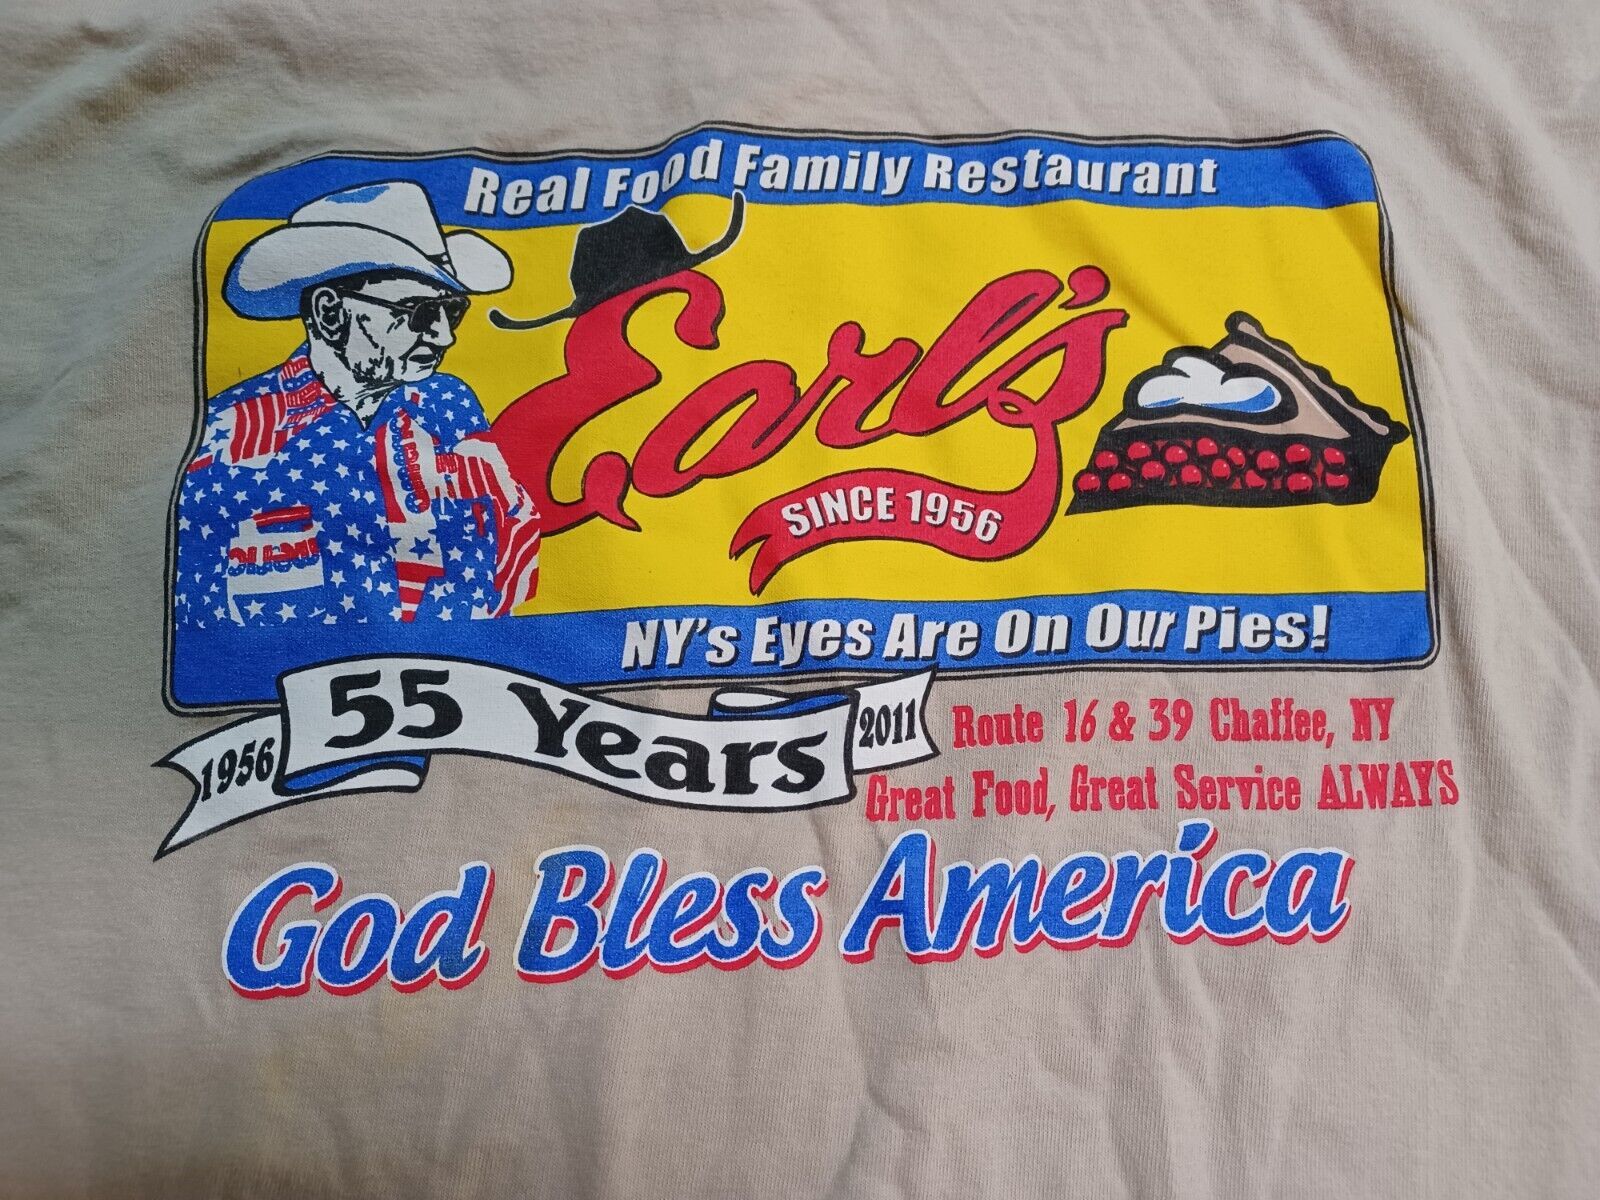 Real Food Family Restaurant
Earl's
SINCE 1956
NY's Eyes Are On Our Pies!
1956 55 Years 2011
Route 16 & 39 Chaffee, NY
Great Food, Great Service ALWAYS
God Bless America